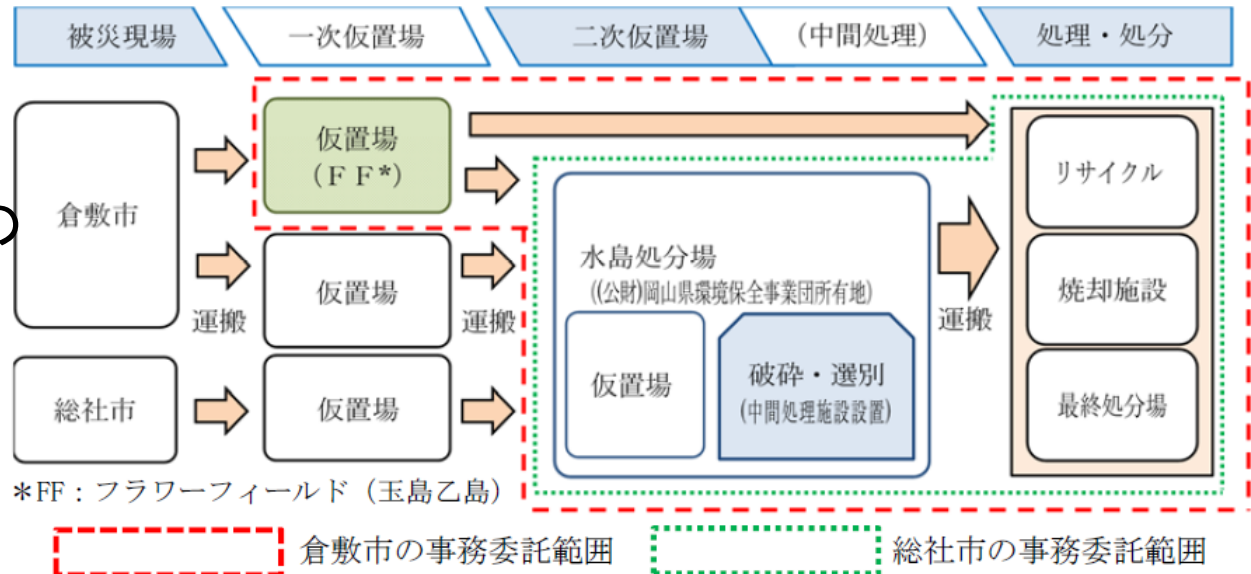 被災現場
一次仮置場
二次仮置場
(中間処理)
処理・処分
倉敷市
仮置場
(ＦＦ*)
リサイクル
水島処分場
((公財)岡山県環境保全事業団所有地)
仮置場
運搬
運搬
運搬
焼却施設
総社市
仮置場
仮置場
破砕・選別
(中間処理施設設置)
最終処分場
＊FF：フラワーフィールド（玉島乙島）
倉敷市の事務委託範囲
総社市の事務委託範囲